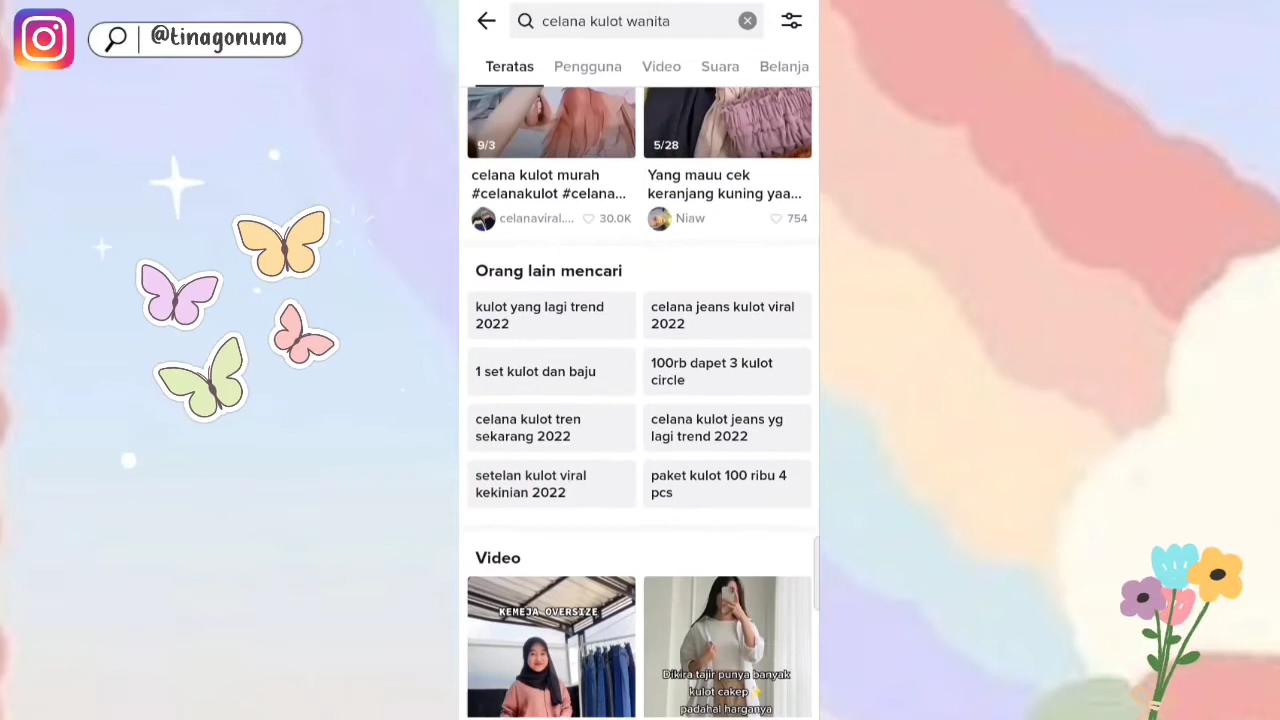 @tinagonuna
celana kulot wanita
Teratas Pengguna Video Suara Belanja
9/3
5/28
celana kulot murah
#celanakulot #celana...
Yang mauu cek
keranjang kuning yaa...
celanaviral.... 30.0K
Niaw 754
Orang lain mencari
kulot yang lagi trend
2022
celana jeans kulot viral
2022
1 set kulot dan baju
100rb dapet 3 kulot
circle
celana kulot tren
sekarang 2022
celana kulot jeans yg
lagi trend 2022
setelan kulot viral
kekinian 2022
paket kulot 100 ribu 4
pcs
Video
KEMEJA OVERSIZE
Dikira tajir punya banyak
kulot cakep ✨
padahal harganya